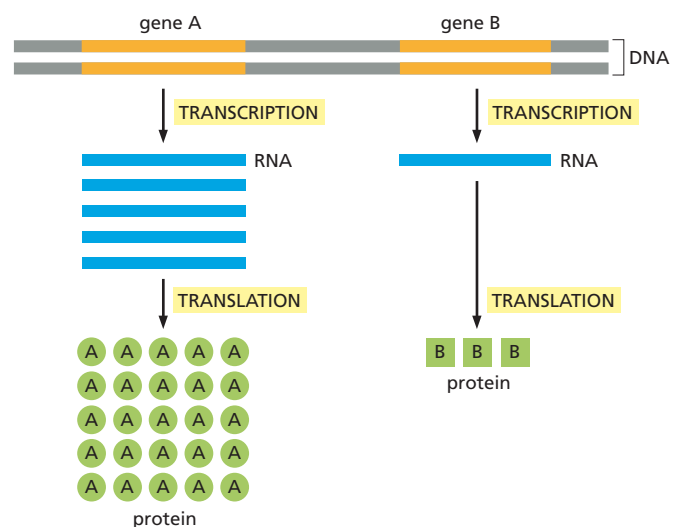 gene A
gene B
DNA
TRANSCRIPTION
TRANSCRIPTION
RNA
RNA
TRANSLATION
TRANSLATION
A A A A A
B B B
protein
A A A A A
A A A A A
A A A A A
A A A A A
protein